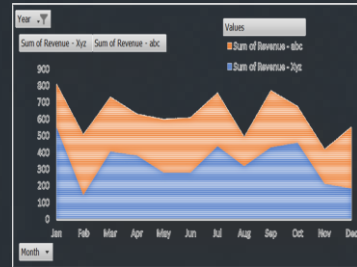 Year
Values
Sum of Revenue - Xyz Sum of Revenue - abc
Sum of Revenue - abc
Sum of Revenue - Xyz
900
800
700
600
500
400
300
200
100
0
Jan Feb Mar Apr May Jun Jul Aug Sep Oct Nov Dec
Month